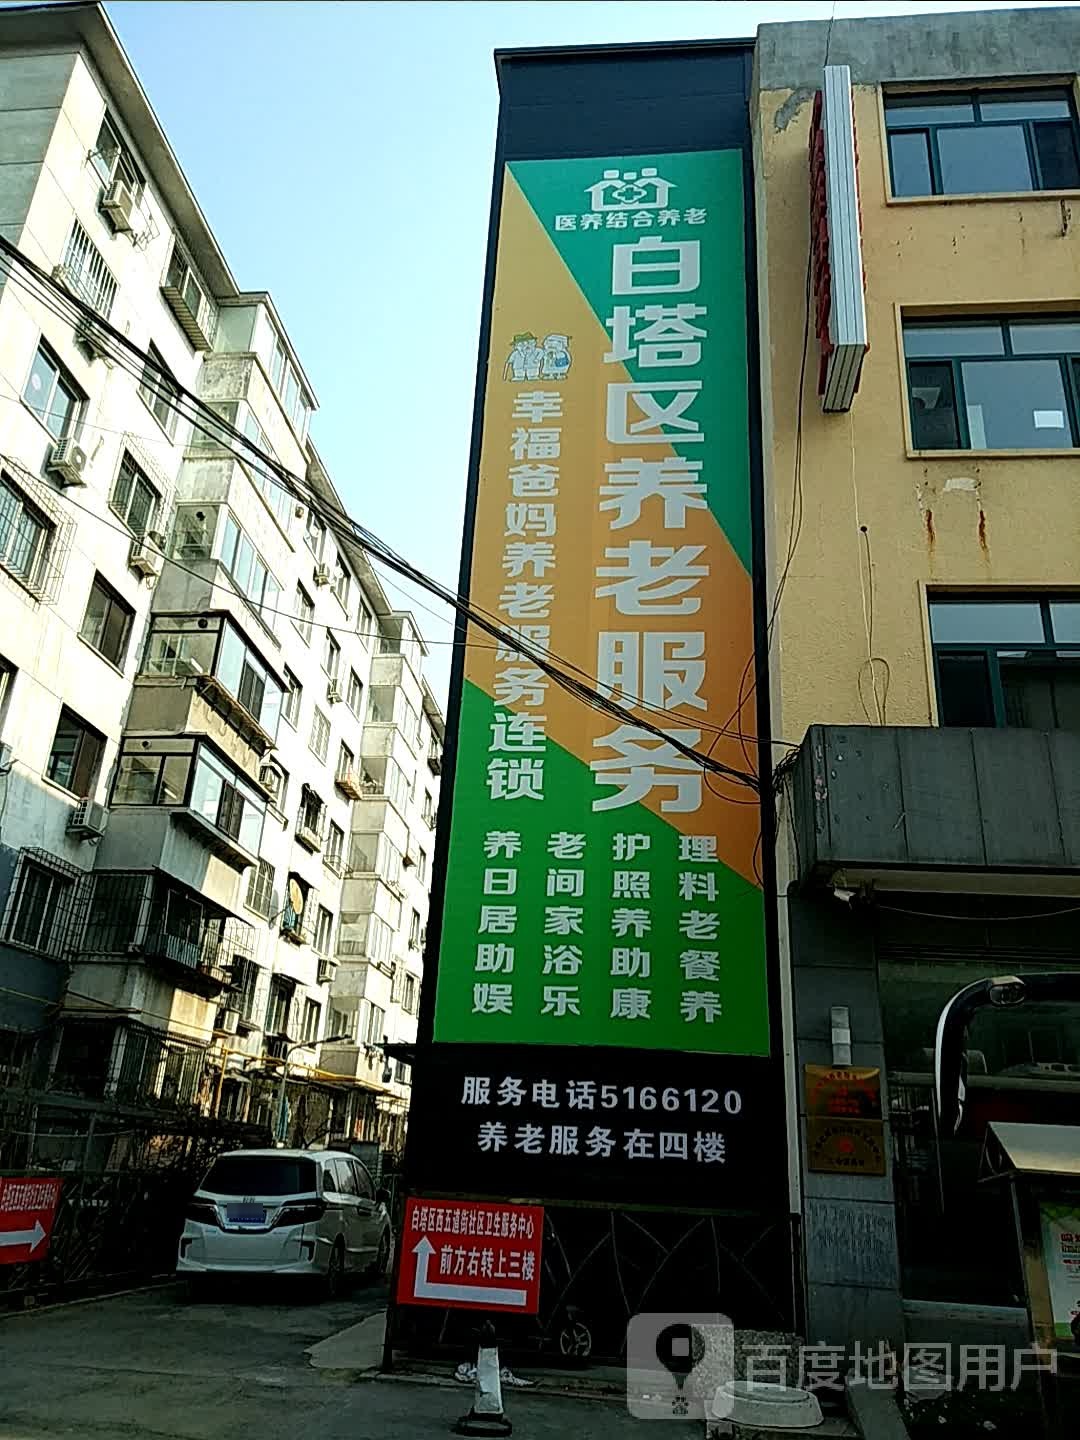 医养结合养老
白塔区养老服务
幸福爸妈养老服务连锁
养老护理
日间照料
居家养老
助浴助餐
娱乐康养
服务电话5166120
养老服务在四楼
白塔区西五道街社区卫生服务中心
前方右转上三楼
百度地图用户